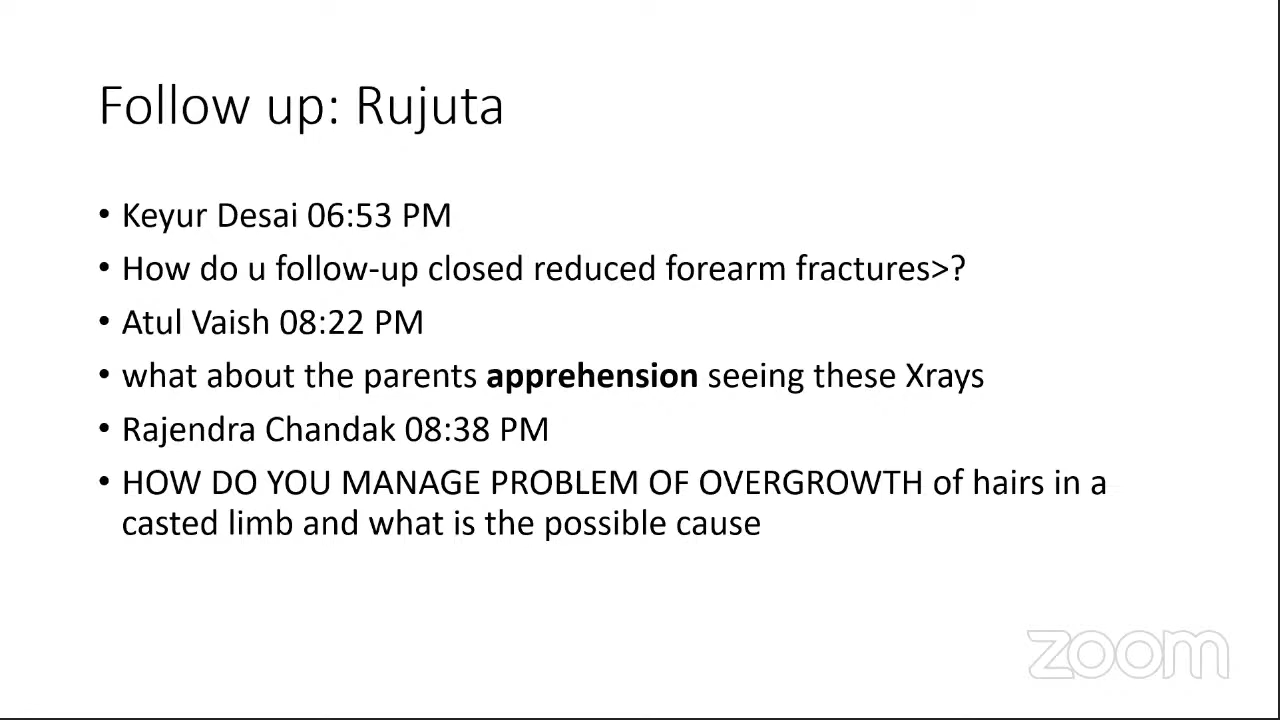 Follow up: Rujuta
• Keyur Desai 06:53 PM
• How do u follow-up closed reduced forearm fractures>?
• Atul Vaish 08:22 PM
• what about the parents apprehension seeing these Xrays
• Rajendra Chandak 08:38 PM
• HOW DO YOU MANAGE PROBLEM OF OVERGROWTH of hairs in a
casted limb and what is the possible cause
zoom